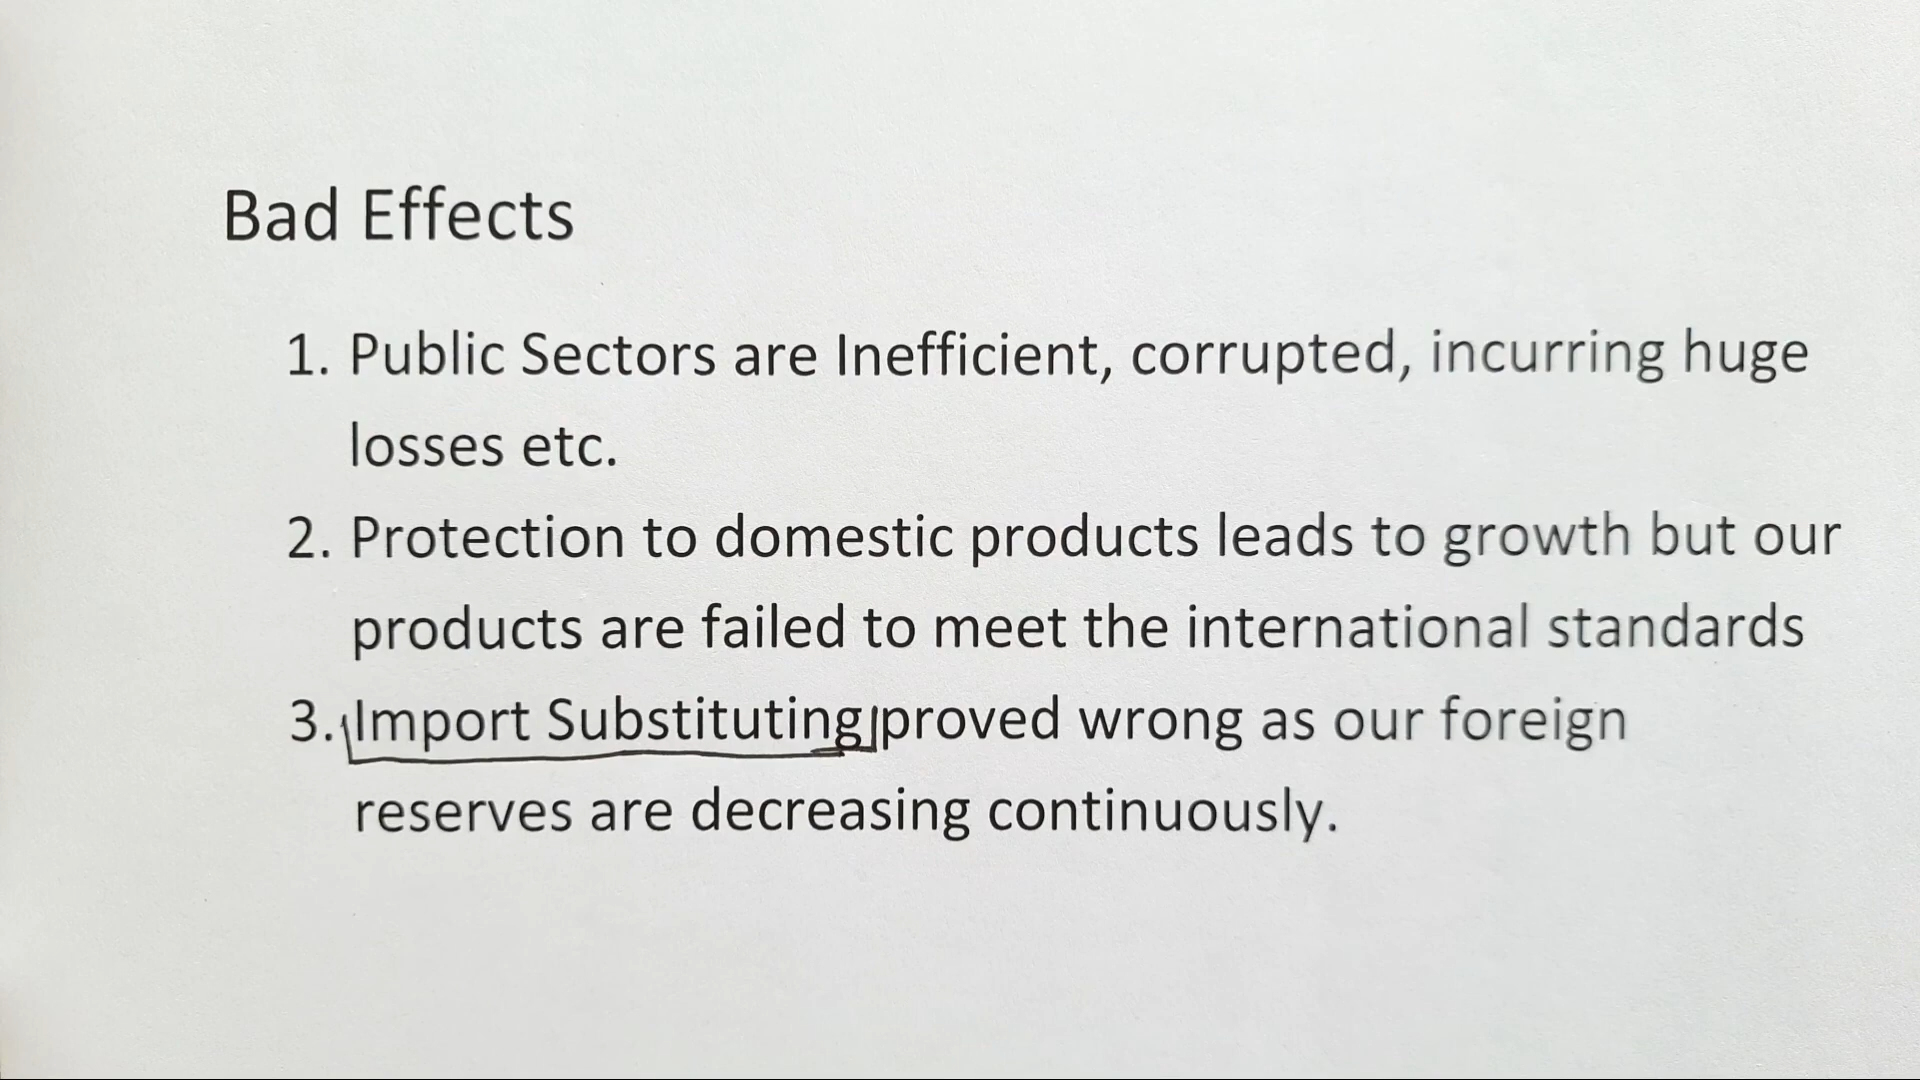 Bad Effects
1. Public Sectors are Inefficient, corrupted, incurring huge
losses etc.
2. Protection to domestic products leads to growth but our
products are failed to meet the international standards
3. Import Substituting proved wrong as our foreign
reserves are decreasing continuously.